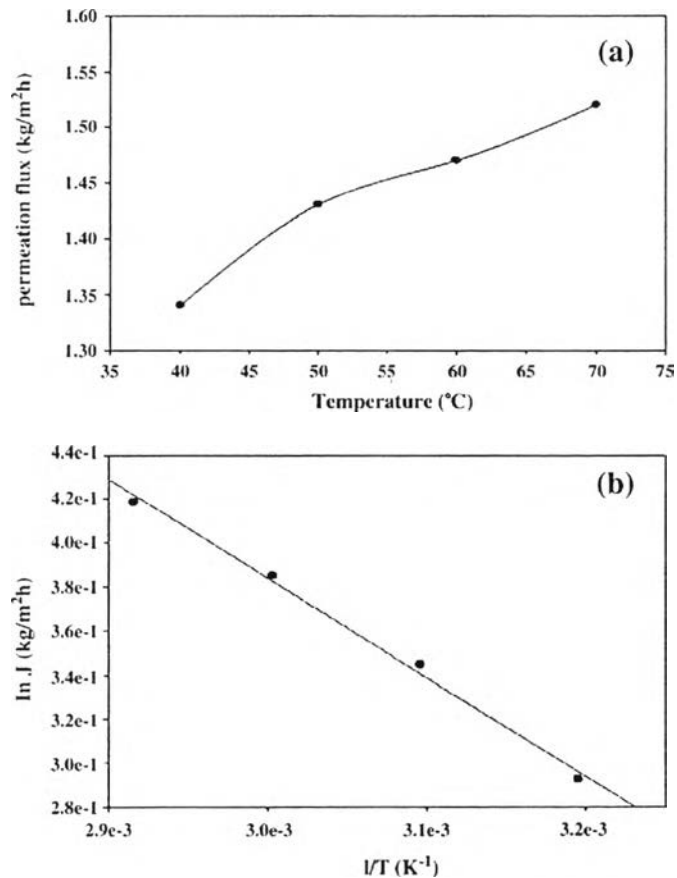 (a)
permeation flux (kg/m²h)
1.60
1.55
1.50
1.45
1.40
1.35
1.30
35 40 45 50 55 60 65 70 75
Temperature (°C)
(b)
ln J (kg/m²h)
4.4e-1
4.2e-1
4.0e-1
3.8e-1
3.6e-1
3.4e-1
3.2e-1
3.0e-1
2.8e-1
2.9e-3 3.0e-3 3.1e-3 3.2e-3
1/T (K⁻¹)